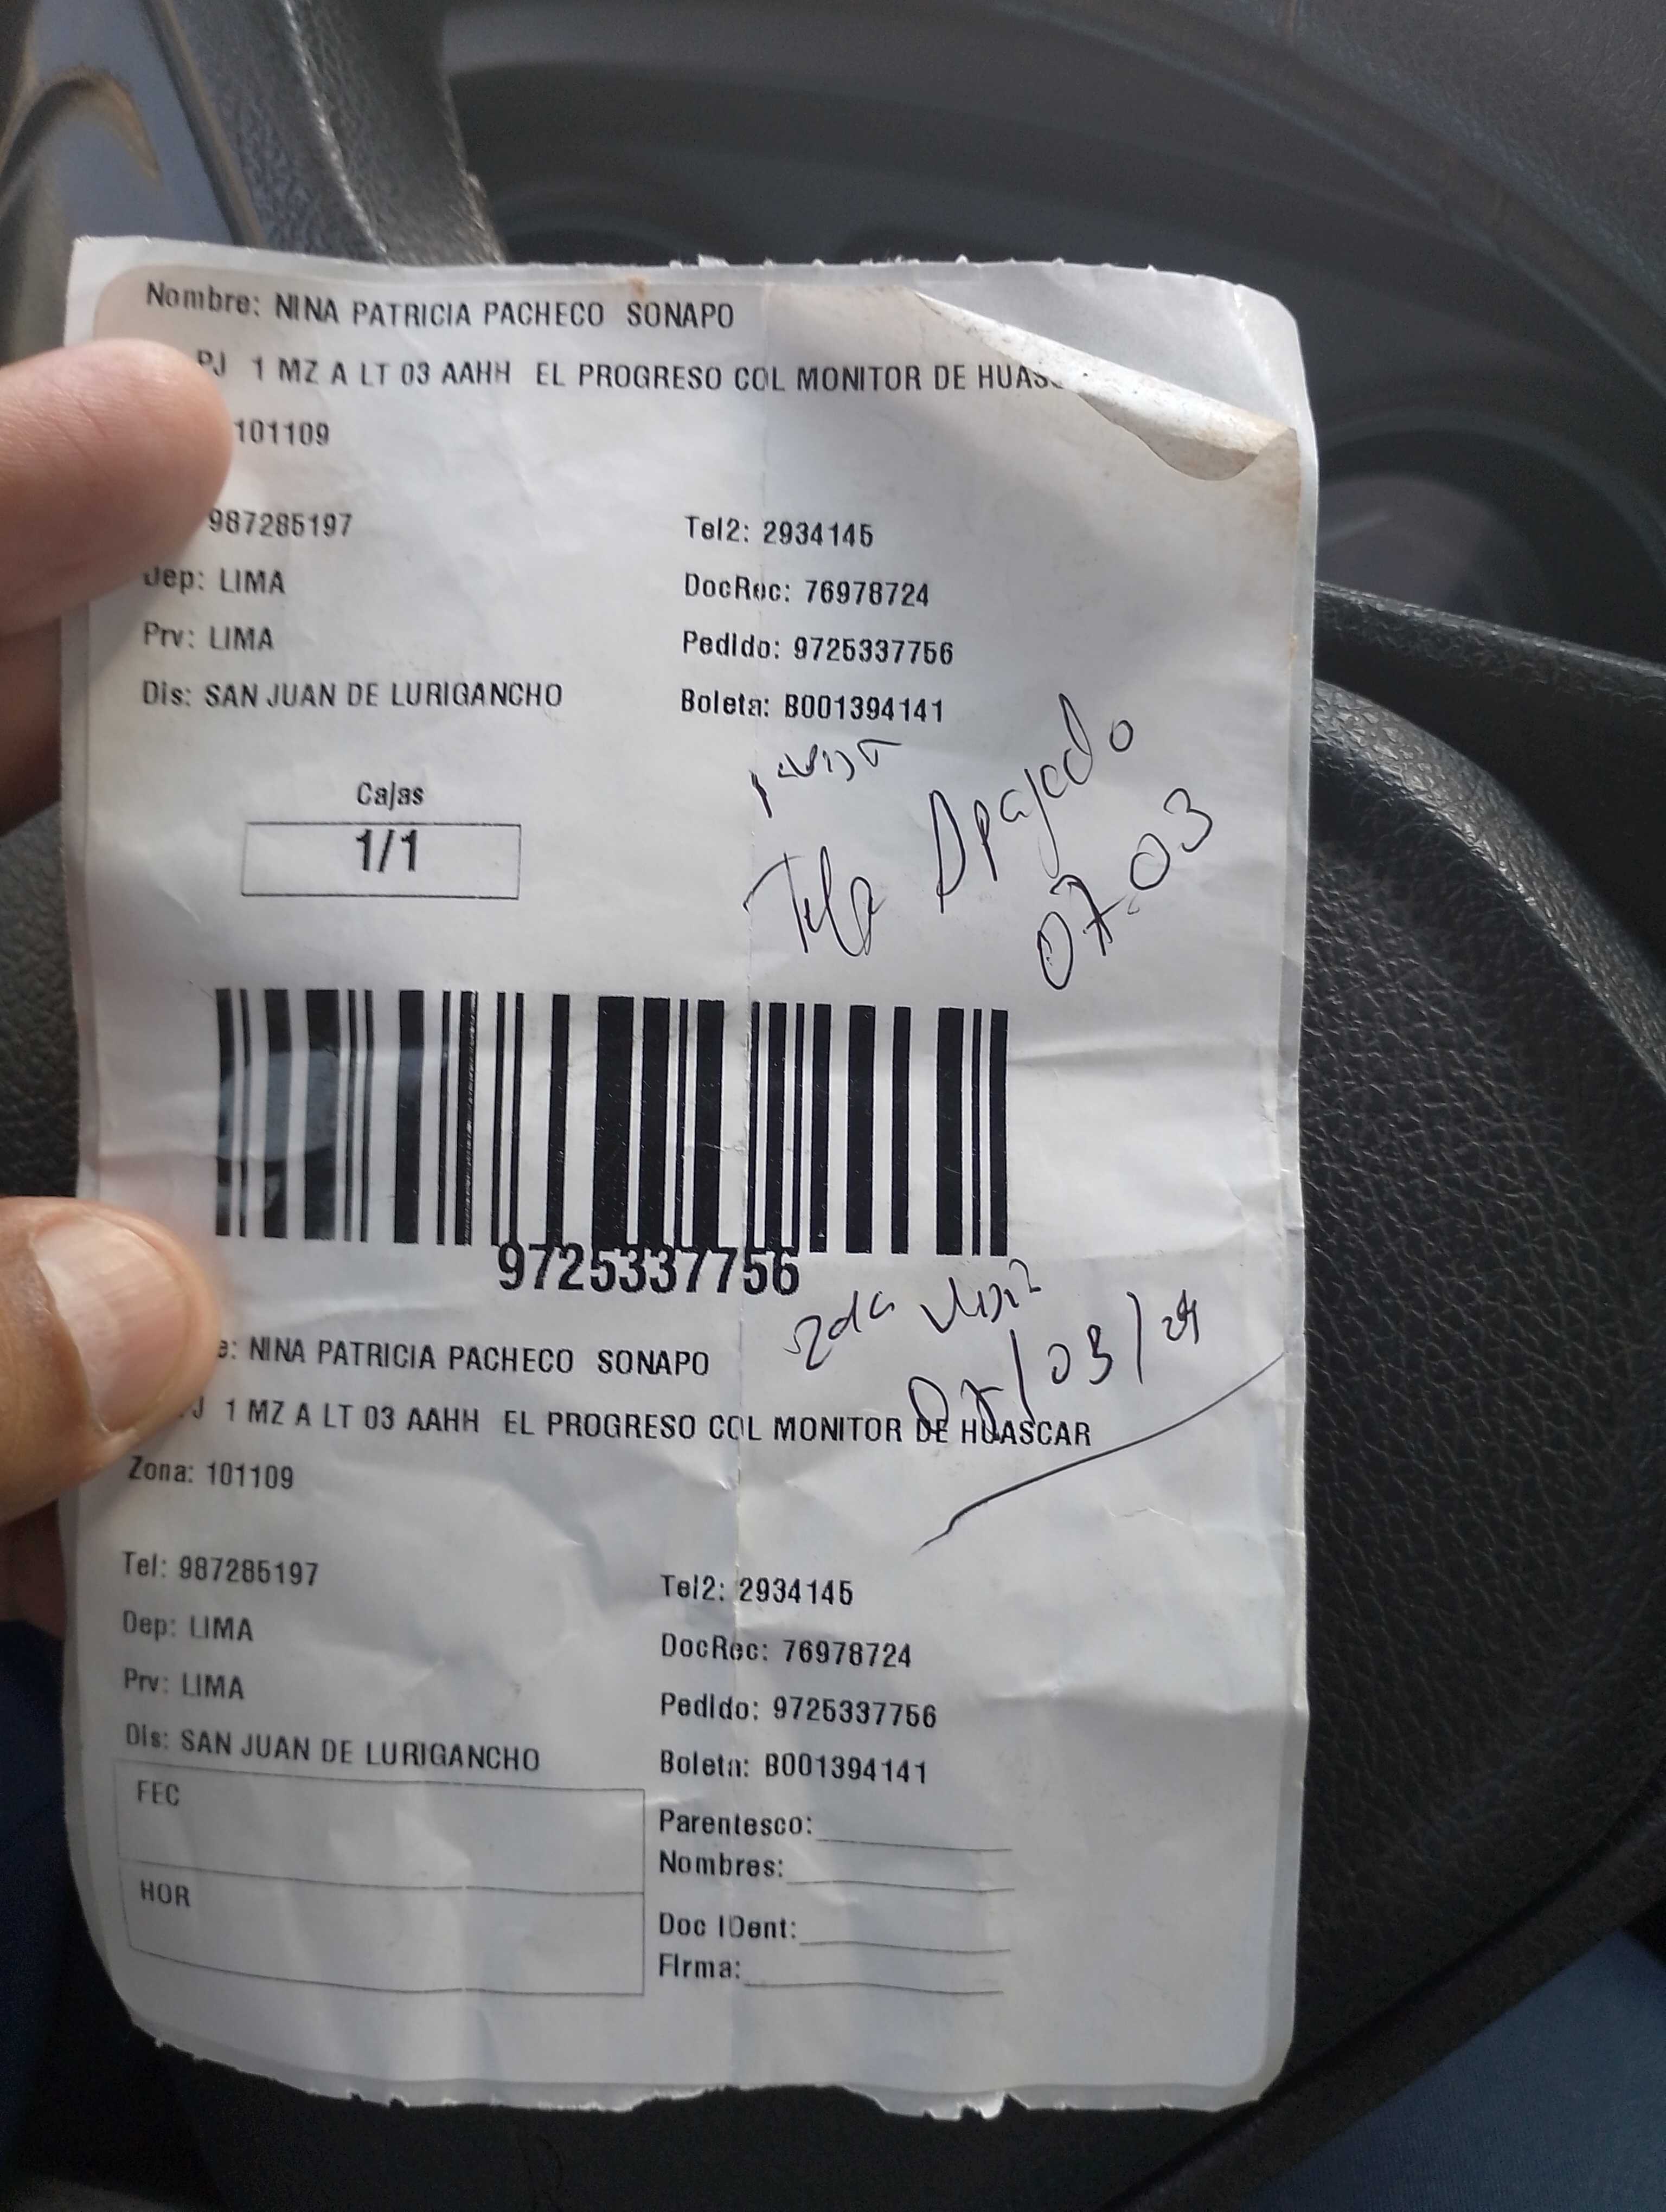 Nombre: NINA PATRICIA PACHECO SONAPO
PJ 1 MZ A LT 03 AAHH EL PROGRESO COL MONITOR DE HUASC
101109
987285197 Tel2: 2934145
Dep: LIMA DocRec: 76978724
Prv: LIMA Pedido: 9725337756
Dis: SAN JUAN DE LURIGANCHO Boleta: B001394141
Cajas
1/1
Telf Apagado
07-03
9725337756
2da visi
e: NINA PATRICIA PACHECO SONAPO
/03/24
J 1 MZ A LT 03 AAHH EL PROGRESO COL MONITOR DE HUASCAR
Zona: 101109
Tel: 987285197 Tel2: 2934145
Dep: LIMA DocRec: 76978724
Prv: LIMA Pedido: 9725337756
Dis: SAN JUAN DE LURIGANCHO Boleta: B001394141
FEC
Parentesco:
Nombres:
HOR
Doc IDent:
Firma: